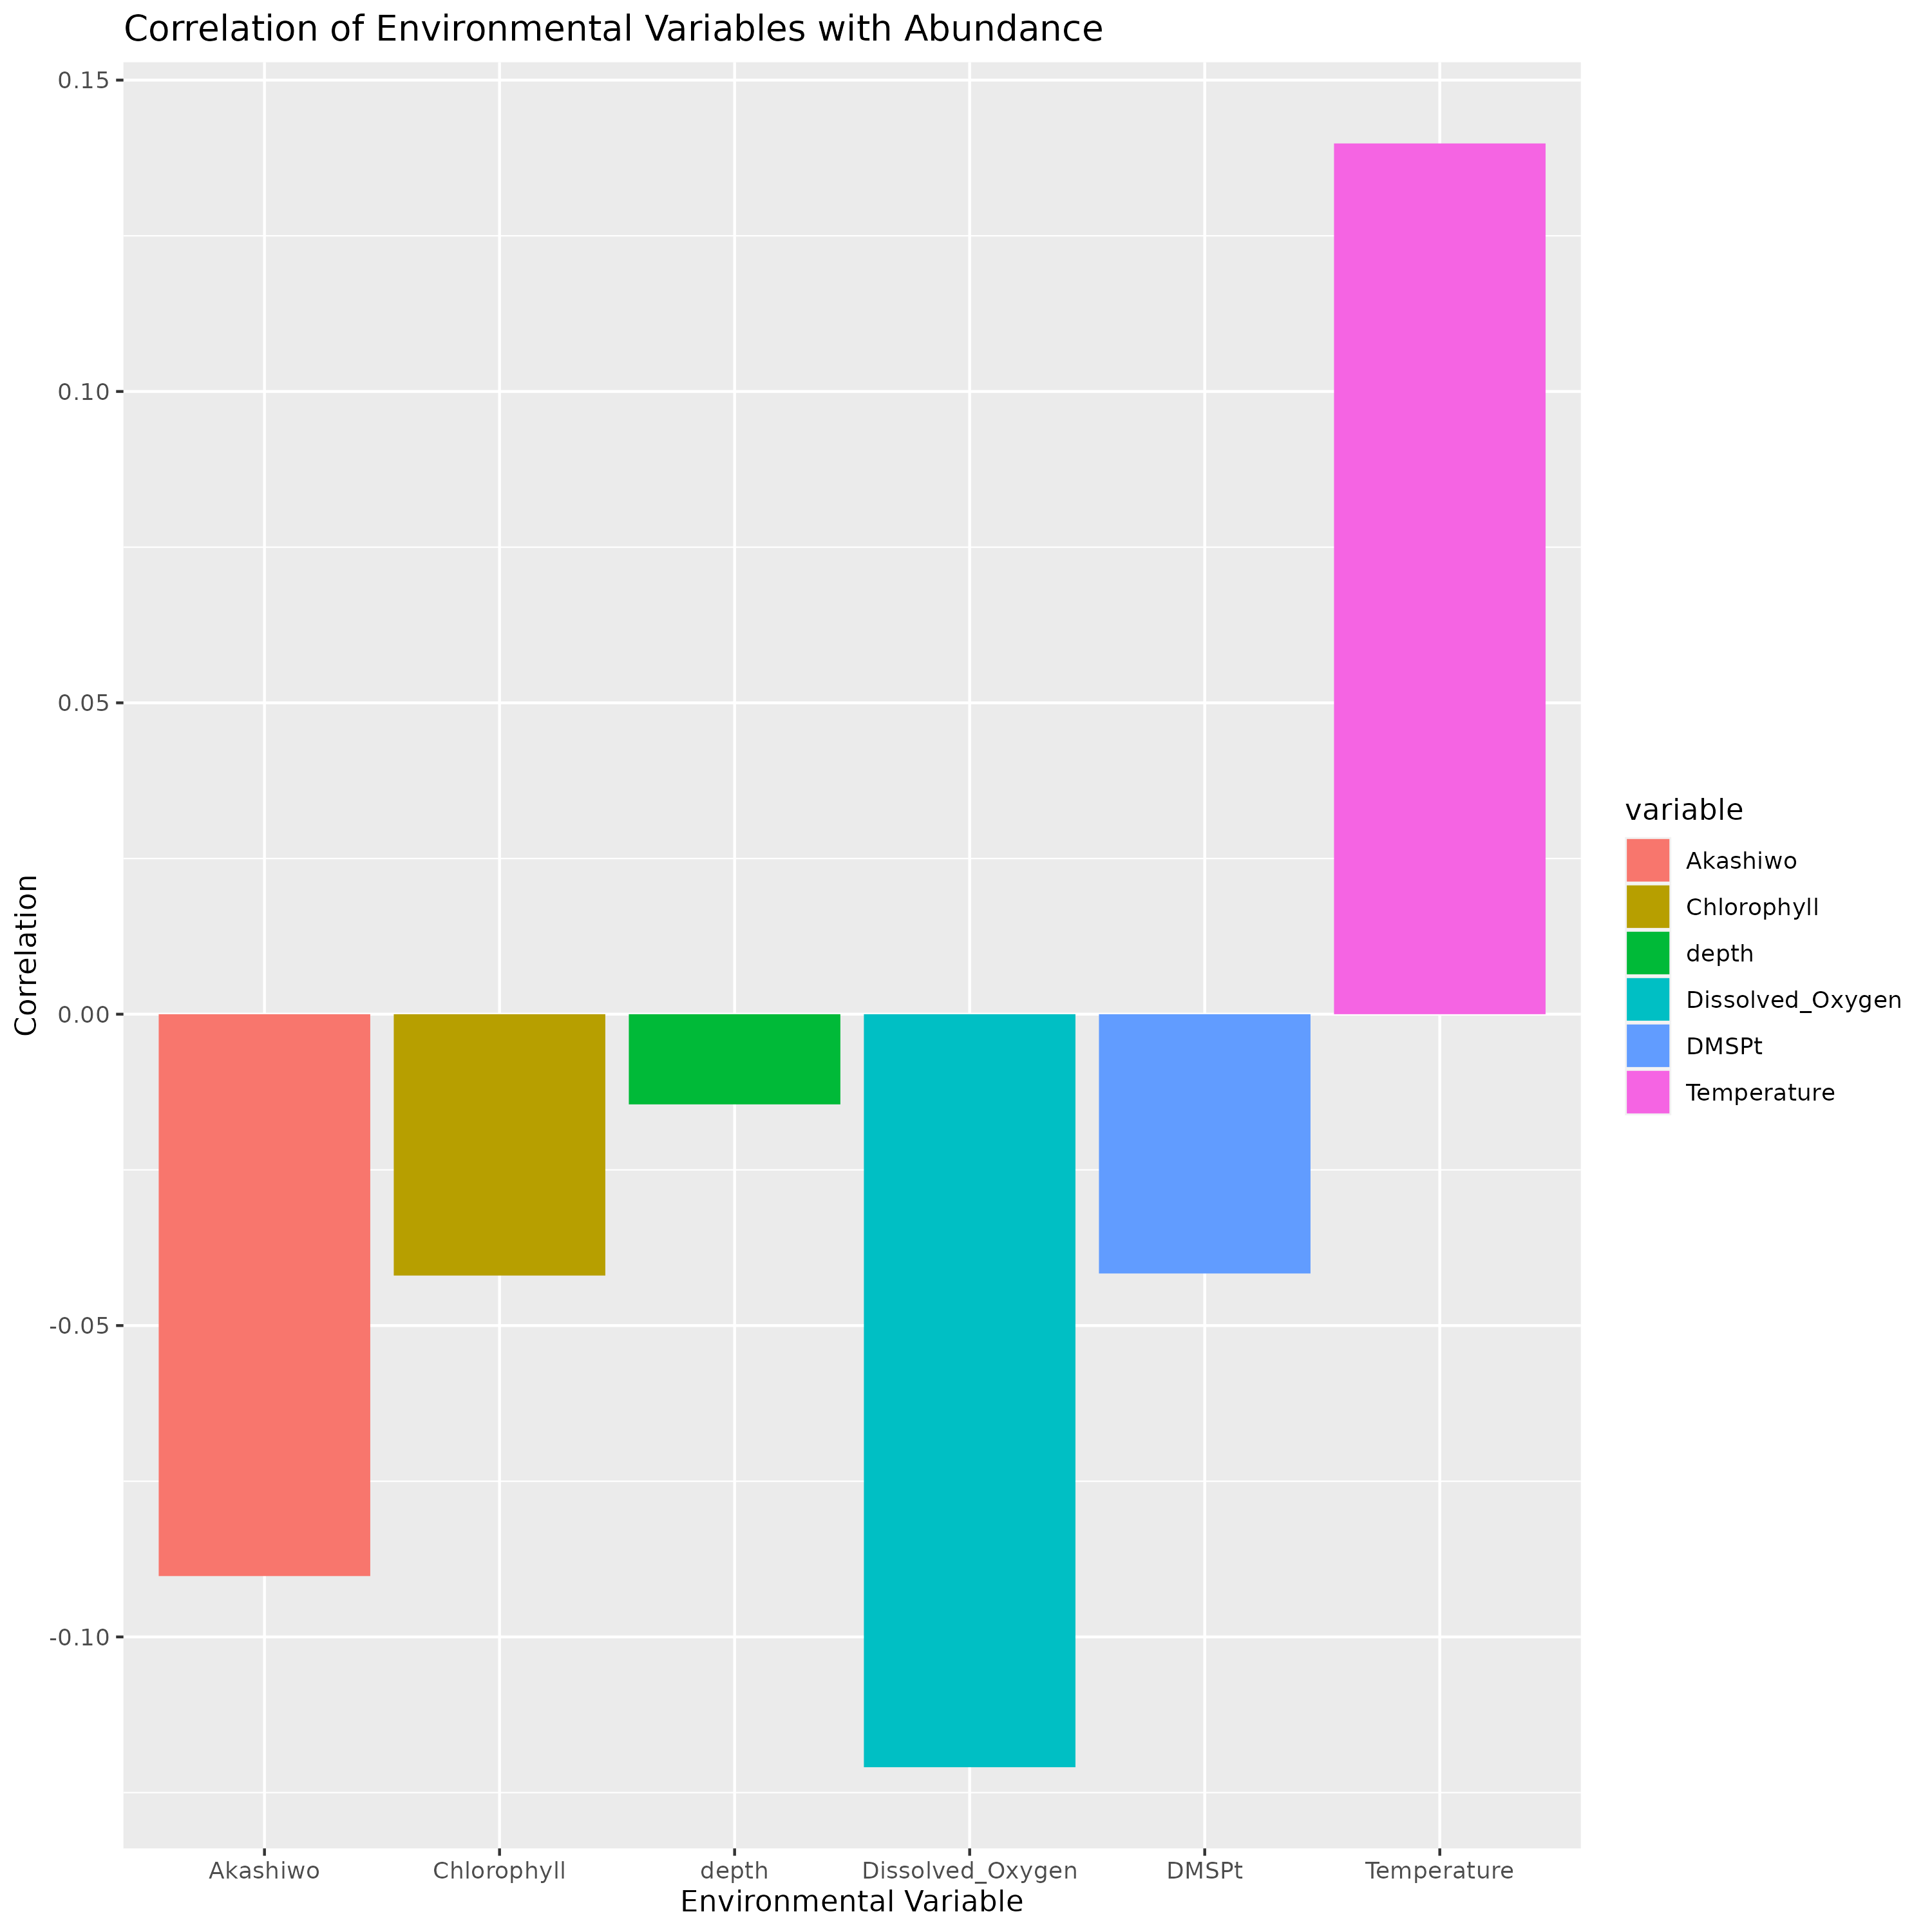 Correlation of Environmental Variables with Abundance
0.15
0.10
0.05
0.00
-0.05
-0.10
Correlation
Akashiwo
Chlorophyll
depth
Dissolved_Oxygen
DMSPt
Temperature
Environmental Variable
variable
Akashiwo
Chlorophyll
depth
Dissolved_Oxygen
DMSPt
Temperature